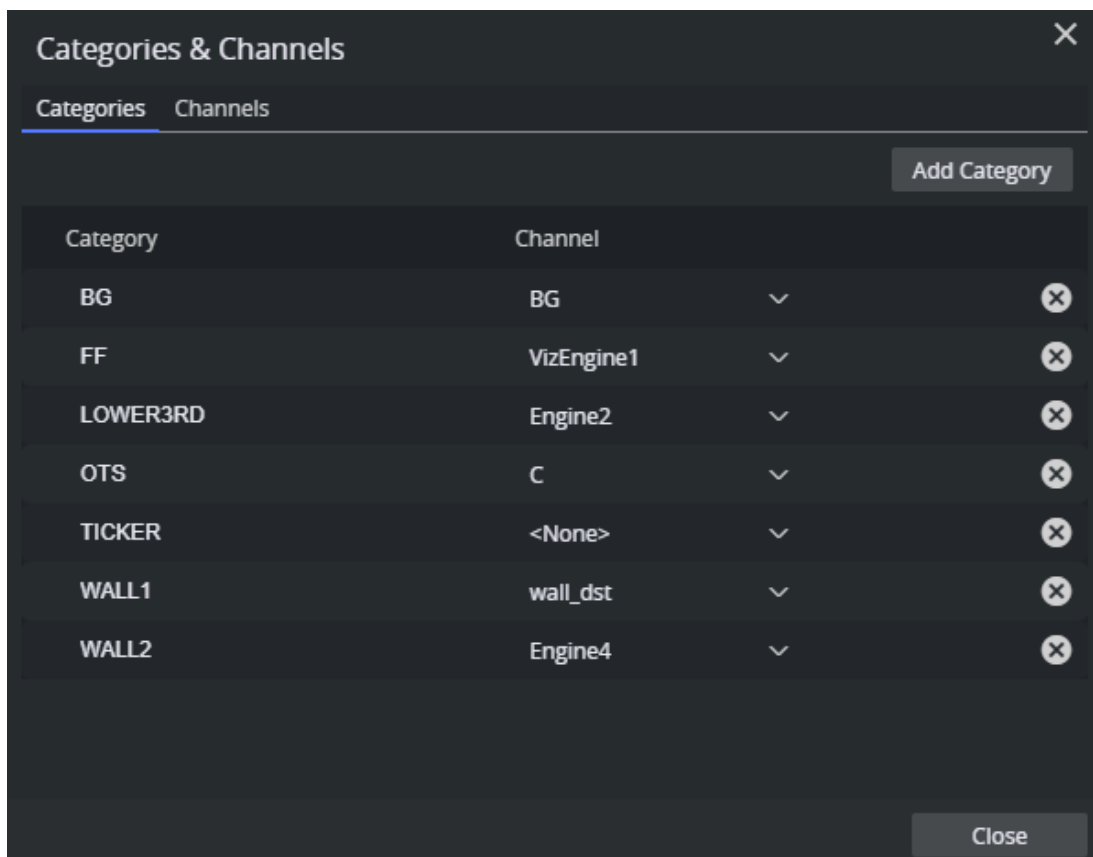 Categories & Channels
Categories Channels
Add Category
Category Channel
BG BG
FF VizEngine1
LOWER3RD Engine2
OTS C
TICKER <None>
WALL1 wall_dst
WALL2 Engine4
Close